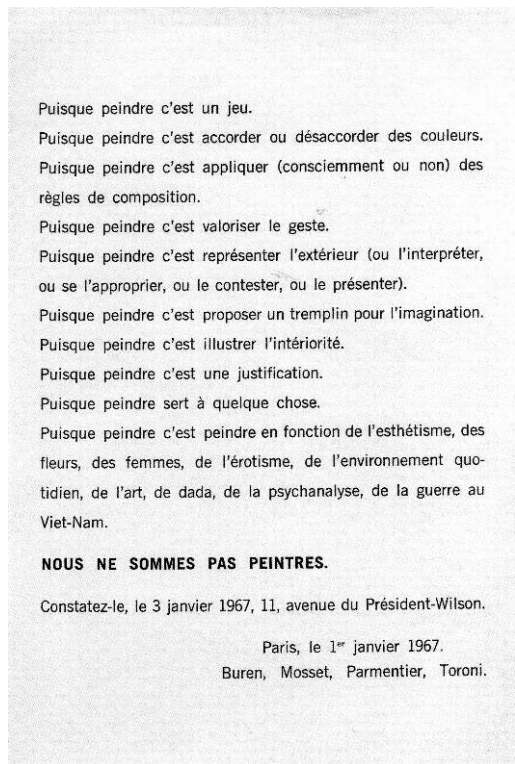 Puisque peindre c'est un jeu.
Puisque peindre c'est accorder ou désaccorder des couleurs.
Puisque peindre c'est appliquer (consciemment ou non) des
règles de composition.
Puisque peindre c'est valoriser le geste.
Puisque peindre c'est représenter l'extérieur (ou l'interpréter,
ou se l'approprier, ou le contester, ou le présenter).
Puisque peindre c'est proposer un tremplin pour l'imagination.
Puisque peindre c'est illustrer l'intériorité.
Puisque peindre c'est une justification.
Puisque peindre sert à quelque chose.
Puisque peindre c'est peindre en fonction de l'esthétisme, des
fleurs, des femmes, de l'érotisme, de l'environnement quo-
tidien, de l'art, de dada, de la psychanalyse, de la guerre au
Viet-Nam.
NOUS NE SOMMES PAS PEINTRES.
Constatez-le, le 3 janvier 1967, 11, avenue du Président-Wilson.
Paris, le 1er janvier 1967.
Buren, Mosset, Parmentier, Toroni.